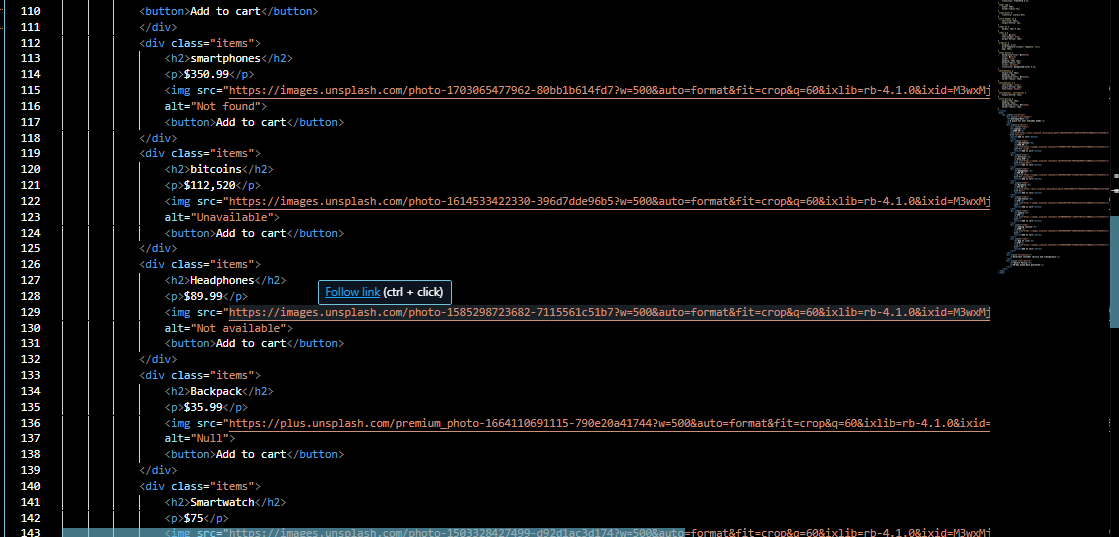 110 <button>Add to cart</button>
111 </div>
112 <div class="items">
113 <h2>smartphones</h2>
114 <p>$350.99</p>
115 <img src="https://images.unsplash.com/photo-1703065477962-80bb1b614fd7?w=500&auto=format&fit=crop&q=60&ixlib=rb-4.1.0&ixid=M3wxMj
116 alt="Not found">
117 <button>Add to cart</button>
118 </div>
119 <div class="items">
120 <h2>bitcoins</h2>
121 <p>$112,520</p>
122 <img src="https://images.unsplash.com/photo-1614533422330-396d7dde96b5?w=500&auto=format&fit=crop&q=60&ixlib=rb-4.1.0&ixid=M3wxMj
123 alt="Unavailable">
124 <button>Add to cart</button>
125 </div>
126 <div class="items">
127 <h2>Headphones</h2>
128 <p>$89.99</p>
Follow link (ctrl + click)
129 <img src="https://images.unsplash.com/photo-1585298723682-7115561c51b7?w=500&auto=format&fit=crop&q=60&ixlib=rb-4.1.0&ixid=M3wxMj
130 alt="Not available">
131 <button>Add to cart</button>
132 </div>
133 <div class="items">
134 <h2>Backpack</h2>
135 <p>$35.99</p>
136 <img src="https://plus.unsplash.com/premium_photo-1664110691115-790e20a41744?w=500&auto=format&fit=crop&q=60&ixlib=rb-4.1.0&ixid=
137 alt="Null">
138 <button>Add to cart</button>
139 </div>
140 <div class="items">
141 <h2>Smartwatch</h2>
142 <p>$75</p>
143 <img src="https://images.unsplash.com/photo-1503328427499-d92d1ac3d174?w=500&auto=format&fit=crop&q=60&ixlib=rb-4.1.0&ixid=M3wxMj